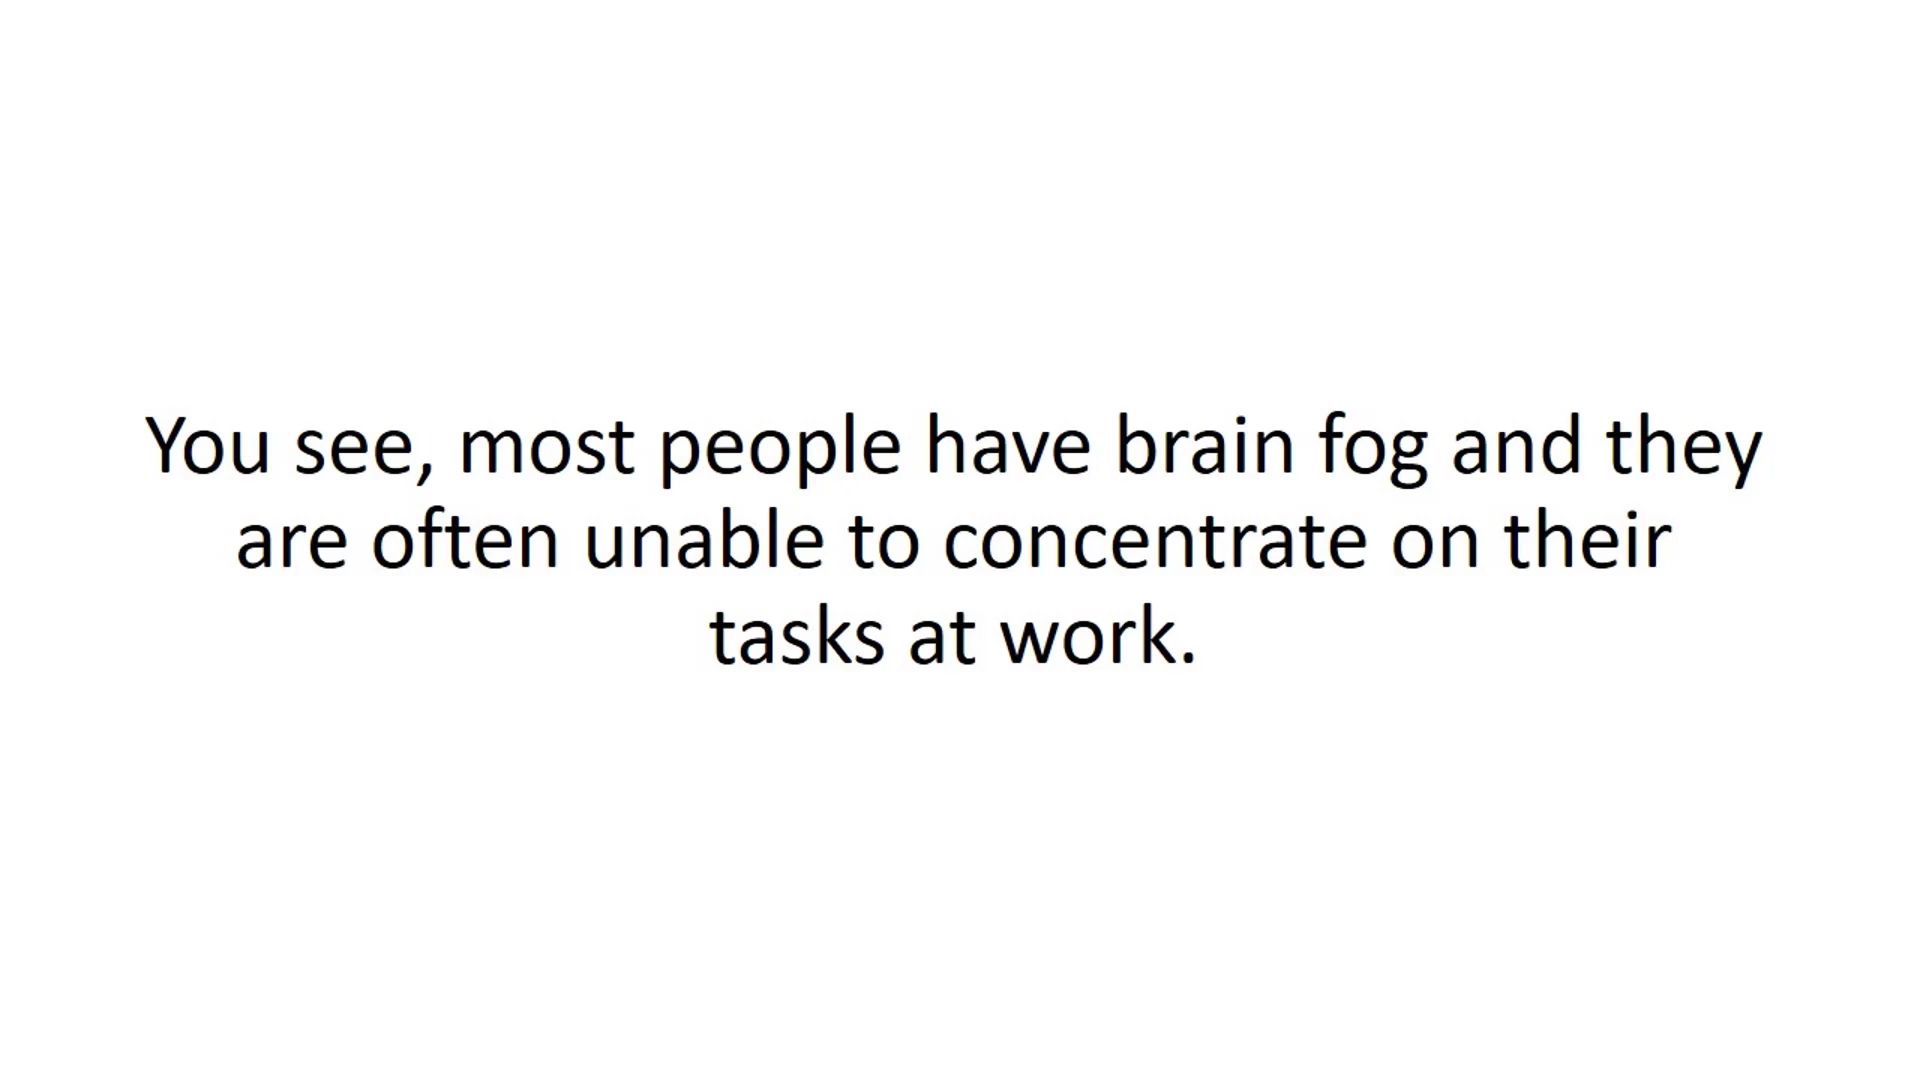 You see, most people have brain fog and they
are often unable to concentrate on their
tasks at work.